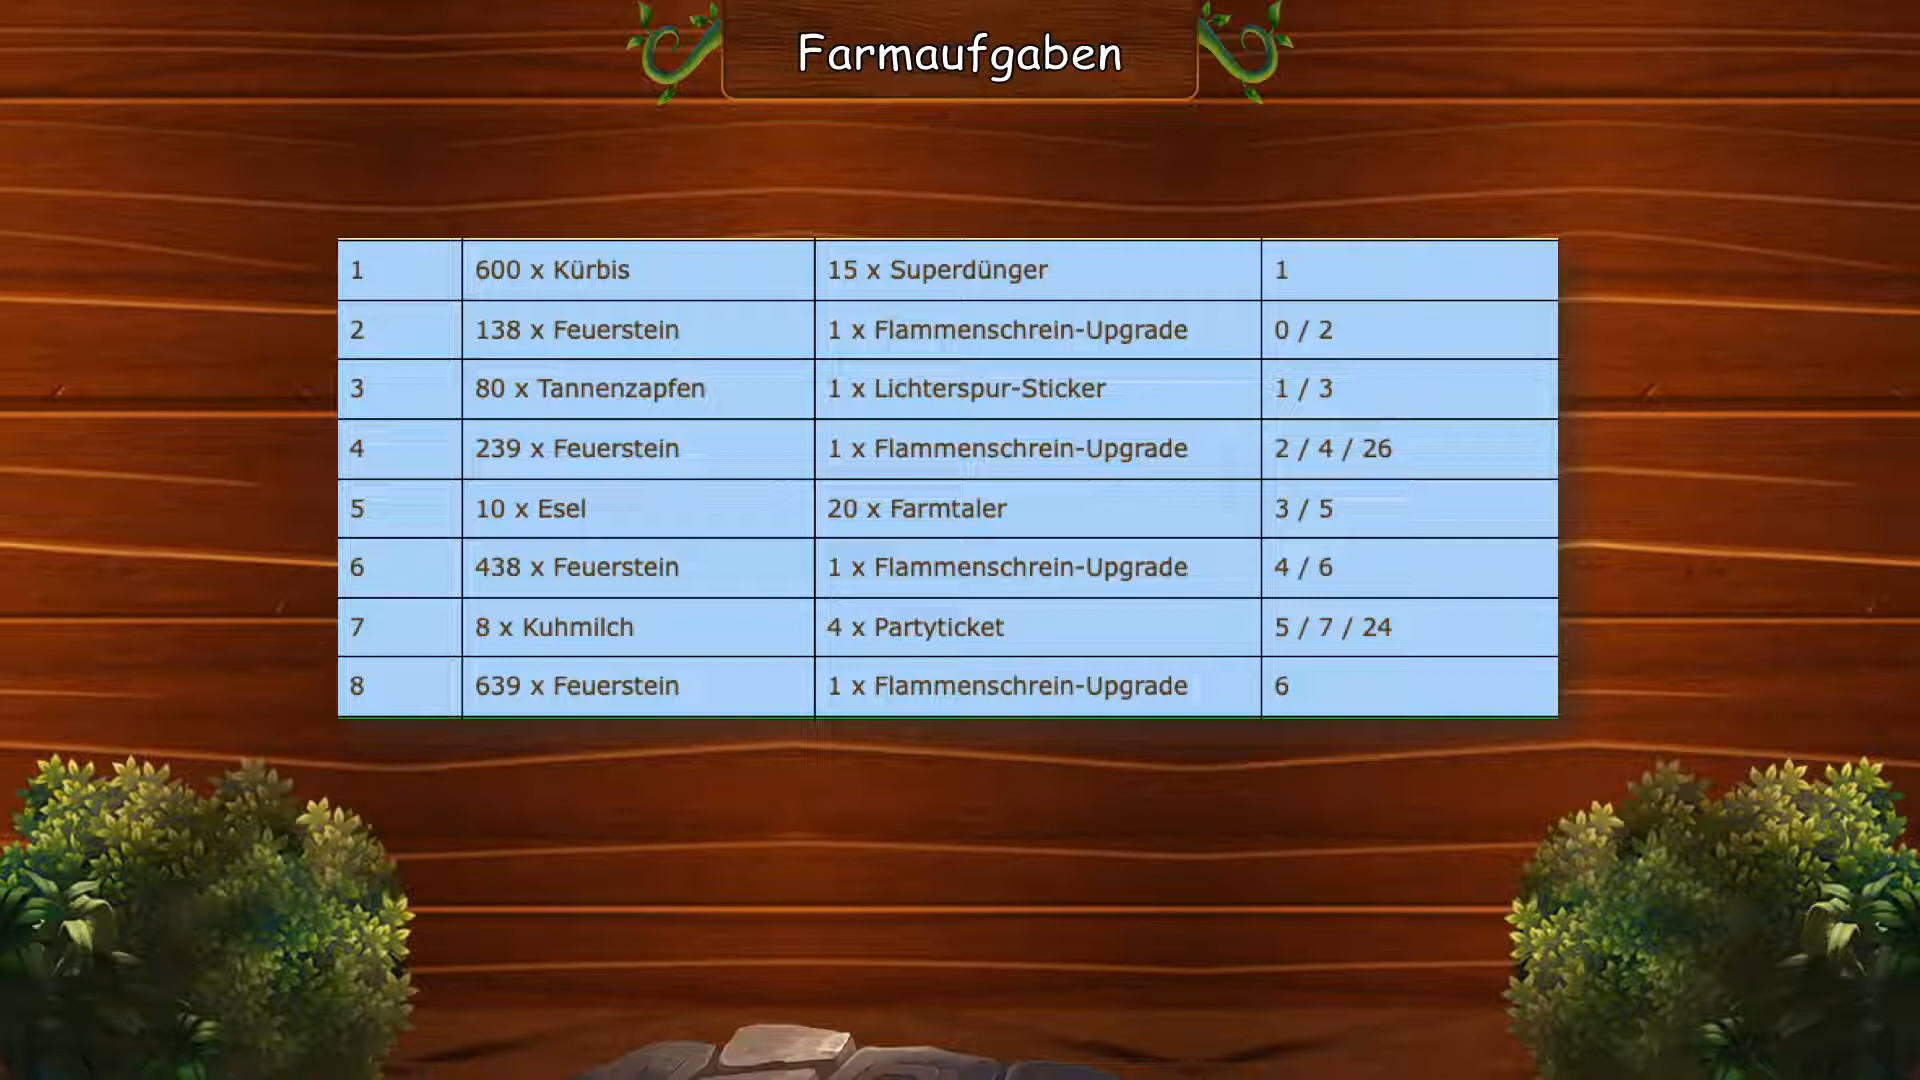 Farmaufgaben
1 600 x Kürbis 15 x Superdünger 1
2 138 x Feuerstein 1 x Flammenschrein-Upgrade 0 / 2
3 80 x Tannenzapfen 1 x Lichterspur-Sticker 1 / 3
4 239 x Feuerstein 1 x Flammenschrein-Upgrade 2 / 4 / 26
5 10 x Esel 20 x Farmtaler 3 / 5
6 438 x Feuerstein 1 x Flammenschrein-Upgrade 4 / 6
7 8 x Kuhmilch 4 x Partyticket 5 / 7 / 24
8 639 x Feuerstein 1 x Flammenschrein-Upgrade 6